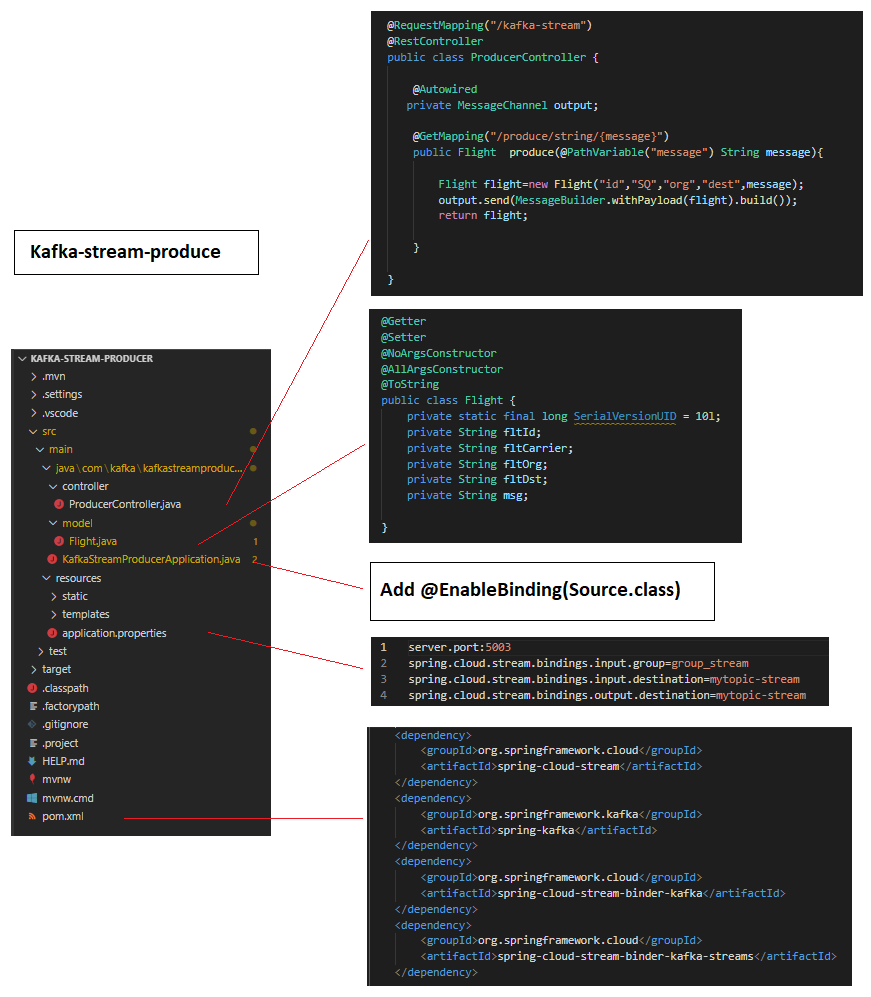 @RequestMapping("/kafka-stream")
@RestController
public class ProducerController {
@Autowired
private MessageChannel output;
@GetMapping("/produce/string/{message}")
public Flight  produce(@PathVariable("message") String message){
Flight flight=new Flight("id","SQ","org","dest",message);
output.send(MessageBuilder.withPayload(flight).build());
return flight;
}
}
Kafka-stream-produce
@Getter
@Setter
@NoArgsConstructor
@AllArgsConstructor
@ToString
public class Flight {
private static final long SerialVersionUID = 10l;
private String fltId;
private String fltCarrier;
private String fltOrg;
private String fltDst;
private String msg;
}
KAFKA-STREAM-PRODUCER
.mvn
.settings
.vscode
src
main
java\com\kafka\kafkastreamproduc...
controller
ProducerController.java
model
Flight.java 1
KafkaStreamProducerApplication.java 2
resources
static
templates
application.properties
test
target
.classpath
.factorypath
.gitignore
.project
HELP.md
mvnw
mvnw.cmd
pom.xml
Add @EnableBinding(Source.class)
1 server.port:5003
2 spring.cloud.stream.bindings.input.group=group_stream
3 spring.cloud.stream.bindings.input.destination=mytopic-stream
4 spring.cloud.stream.bindings.output.destination=mytopic-stream
<dependency>
<groupId>org.springframework.cloud</groupId>
<artifactId>spring-cloud-stream</artifactId>
</dependency>
<dependency>
<groupId>org.springframework.kafka</groupId>
<artifactId>spring-kafka</artifactId>
</dependency>
<dependency>
<groupId>org.springframework.cloud</groupId>
<artifactId>spring-cloud-stream-binder-kafka</artifactId>
</dependency>
<dependency>
<groupId>org.springframework.cloud</groupId>
<artifactId>spring-cloud-stream-binder-kafka-streams</artifactId>
</dependency>